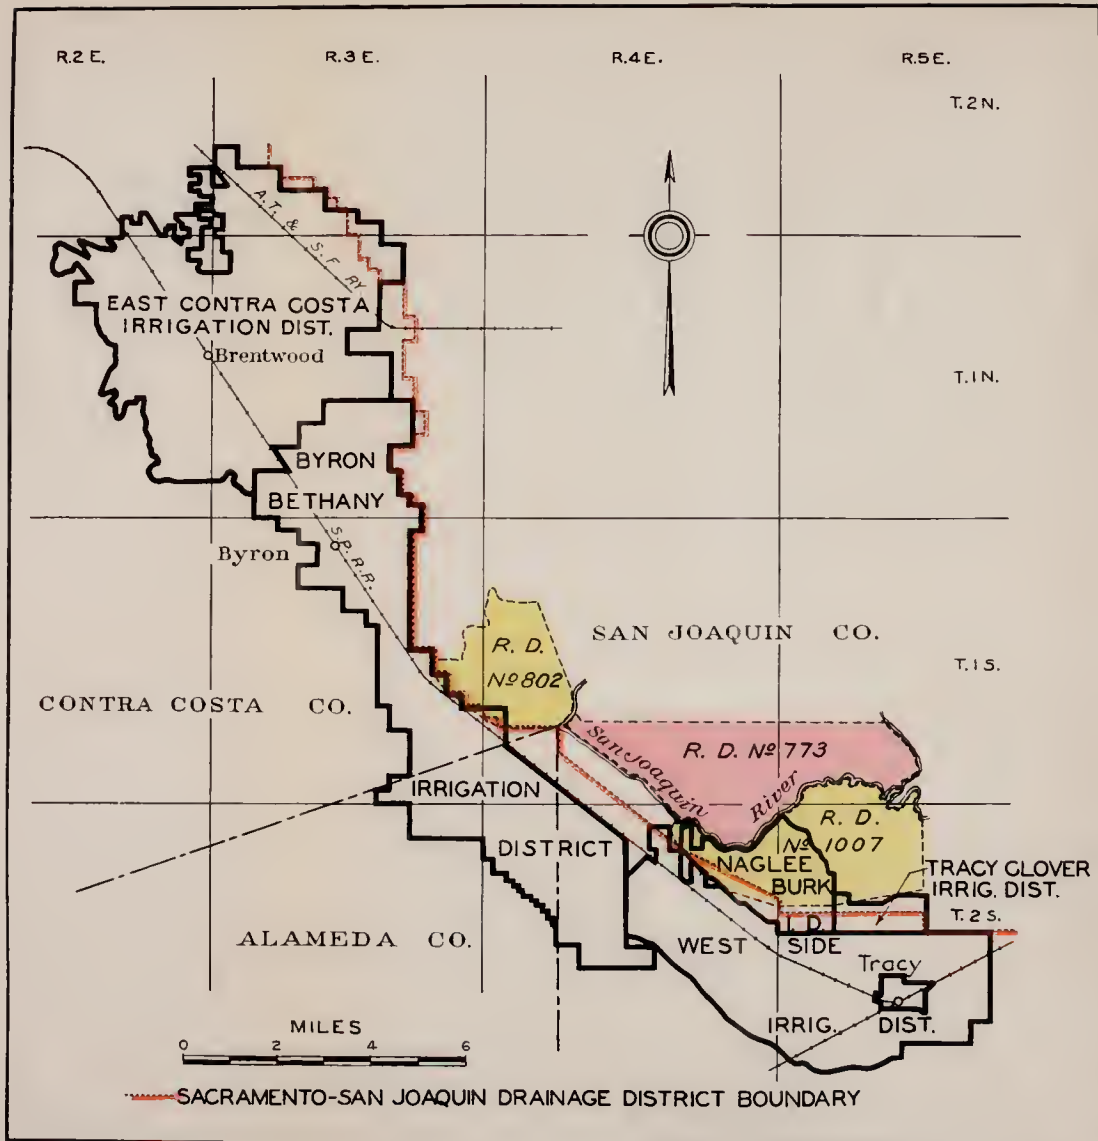 R.2 E. R.3 E. R.4 E. R.5 E.
T.2 N.
A.T. & S.F. RY.
EAST CONTRA COSTA
IRRIGATION DIST.
Brentwood
T.1 N.
BYRON
BETHANY
Byron
S.P. R.R.
SAN JOAQUIN CO.
R. D.
Nº 802
T.1 S.
CONTRA COSTA CO.
San Joaquin
River
R. D. Nº 773
IRRIGATION
DISTRICT
R. D.
Nº 1007
NAGLEE
BURK
I. D.
TRACY CLOVER
IRRIG. DIST.
T.2 S.
ALAMEDA CO.
WEST SIDE
Tracy
IRRIG. DIST.
MILES
0 2 4 6
SACRAMENTO-SAN JOAQUIN DRAINAGE DISTRICT BOUNDARY